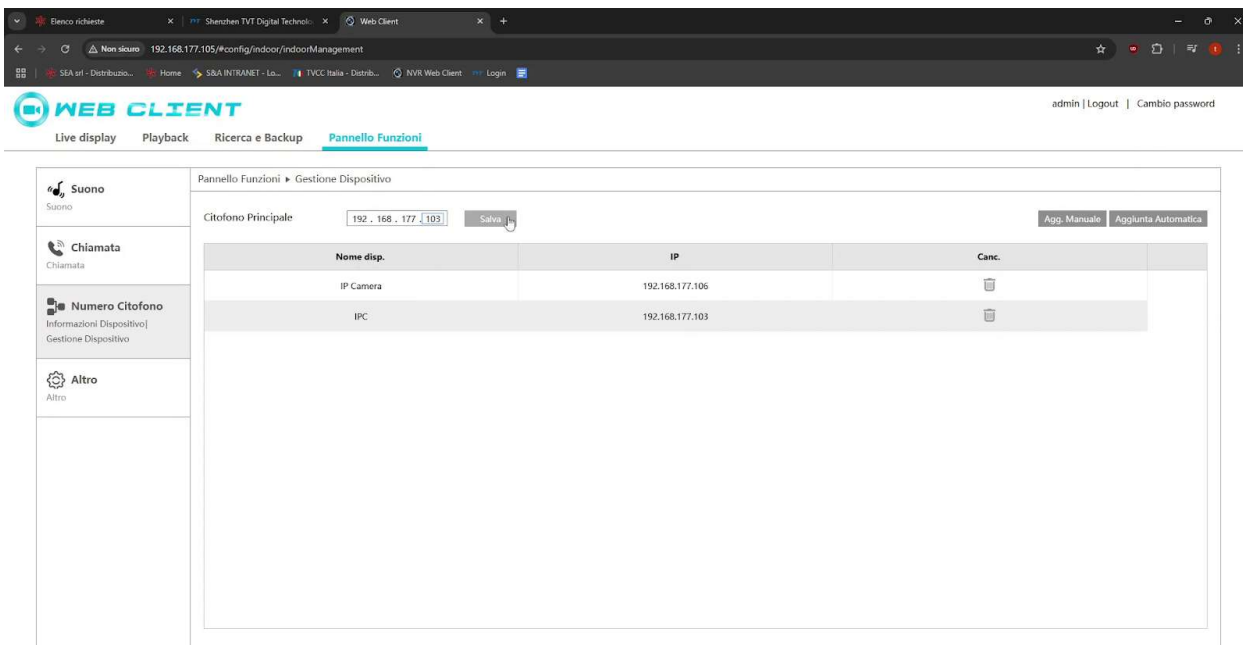 Elenco richieste
Shenzhen TVT Digital Technolo
Web Client
Non sicuro 192.168.177.105/#config/indoor/indoorManagement
SEA srl - Distribuzio... Home S&A INTRANET - Lo... TVCC Italia - Distrib... NVR Web Client Login
WEB CLIENT
admin | Logout | Cambio password
Live display Playback Ricerca e Backup Pannello Funzioni
Suono
Suono
Chiamata
Chiamata
Numero Citofono
Informazioni Dispositivo|
Gestione Dispositivo
Altro
Altro
Pannello Funzioni ▸ Gestione Dispositivo
Citofono Principale 192 . 168 . 177 . 103 Salva Agg. Manuale Aggiunta Automatica
Nome disp. IP Canc.
IP Camera 192.168.177.106
IPC 192.168.177.103